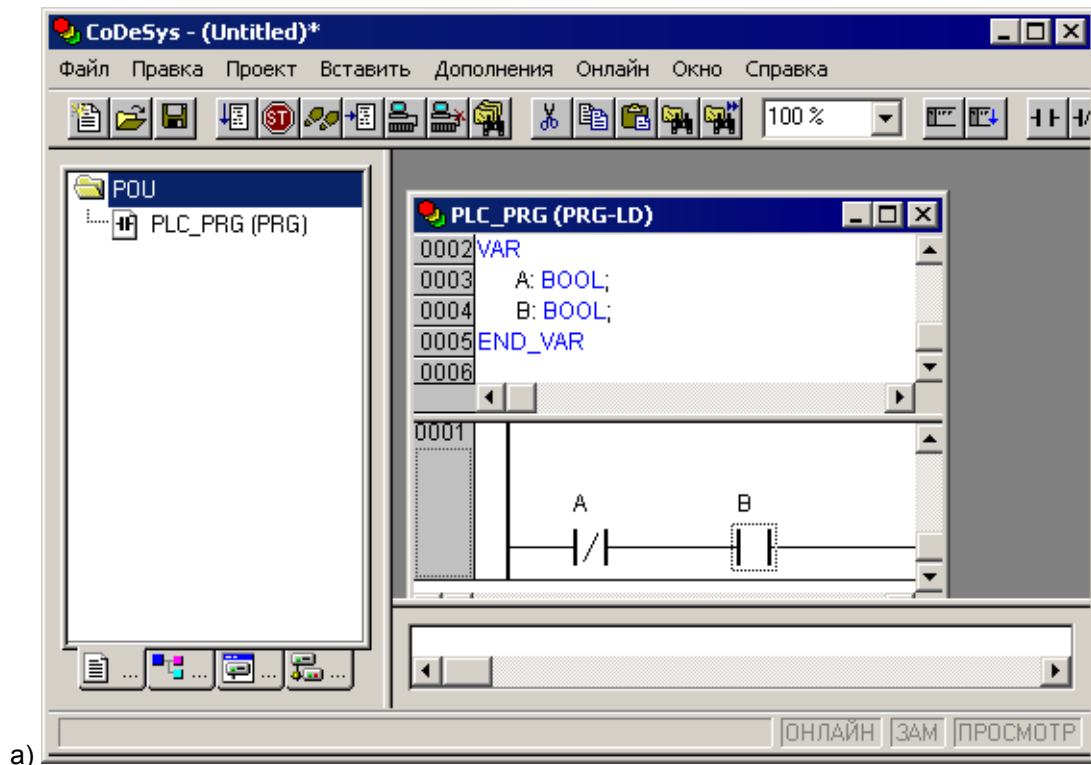 CoDeSys - (Untitled)*
Файл Правка Проект Вставить Дополнения Онлайн Окно Справка
ST 100 %
POU
PLC_PRG (PRG)
PLC_PRG (PRG-LD)
0002 VAR
0003 A: BOOL;
0004 B: BOOL;
0005 END_VAR
0006
0001
A B
... ... ... ...
ОНЛАЙН ЗАМ ПРОСМОТР
а)